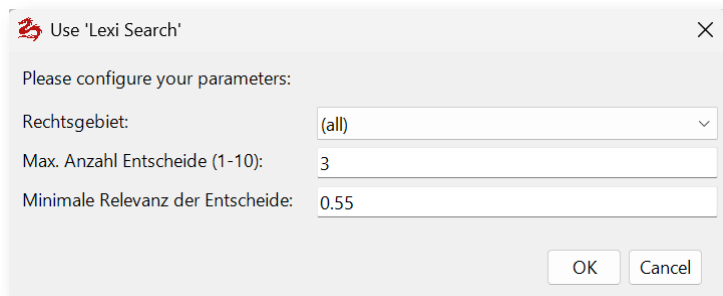 Use 'Lexi Search'
Please configure your parameters:
Rechtsgebiet: (all)
Max. Anzahl Entscheide (1-10): 3
Minimale Relevanz der Entscheide: 0.55
OK Cancel